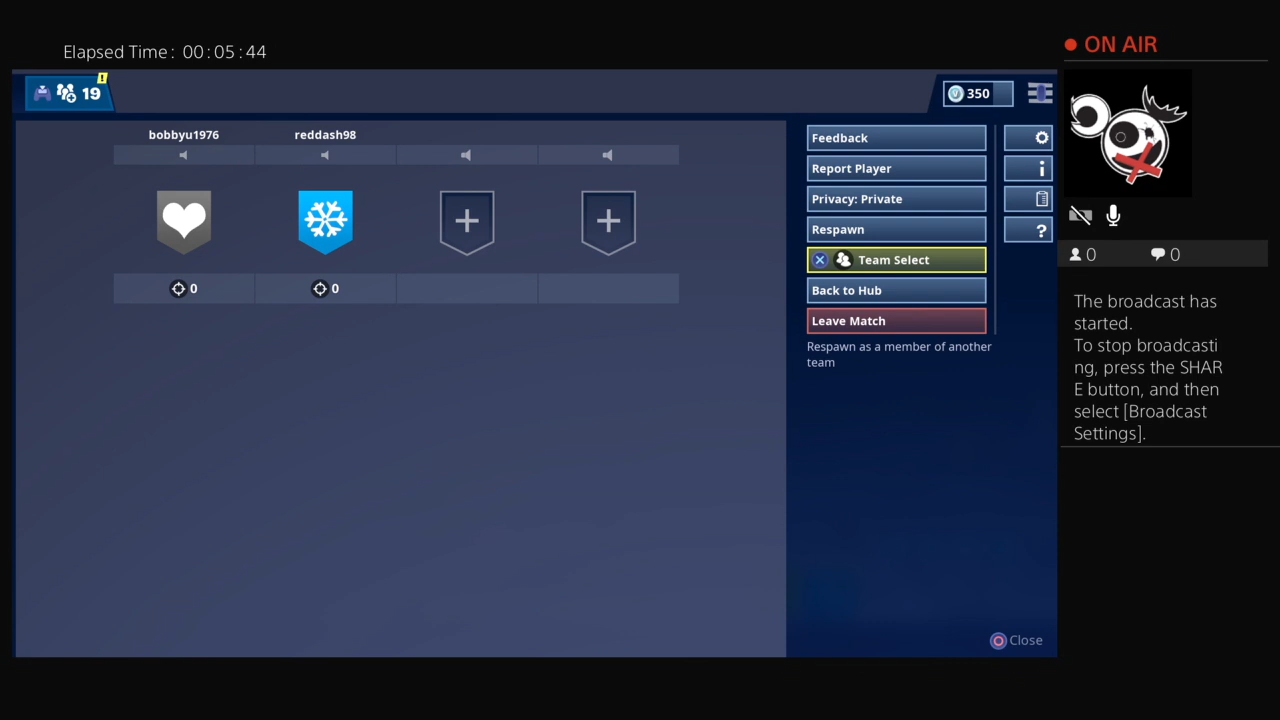 Elapsed Time: 00:05:44
ON AIR
! 19
350
bobbyu1976 reddash98
0 0
Feedback
Report Player
Privacy: Private
Respawn
Team Select
Back to Hub
Leave Match
Respawn as a member of another
team
i
?
Close
0 0
The broadcast has
started.
To stop broadcasti
ng, press the SHAR
E button, and then
select [Broadcast
Settings].